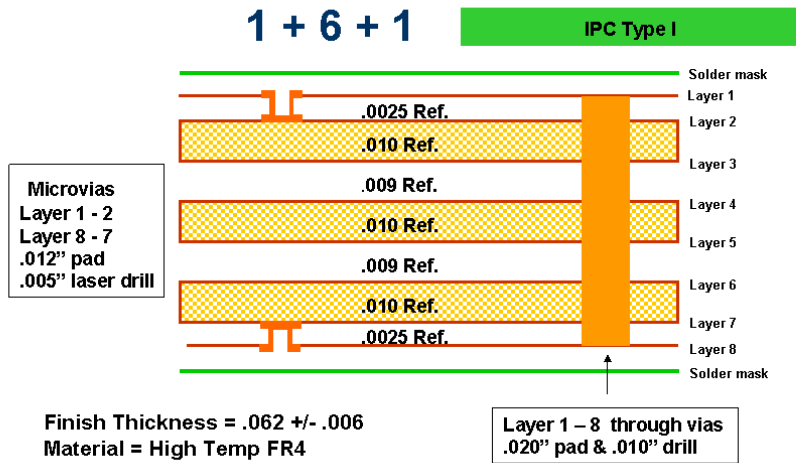 1 + 6 + 1
IPC Type I
Solder mask
Layer 1
.0025 Ref.
Layer 2
.010 Ref.
Layer 3
.009 Ref.
Layer 4
.010 Ref.
Layer 5
.009 Ref.
Layer 6
.010 Ref.
Layer 7
.0025 Ref.
Layer 8
Solder mask
Microvias
Layer 1 - 2
Layer 8 - 7
.012” pad
.005” laser drill
Finish Thickness = .062 +/- .006
Material = High Temp FR4
Layer 1 – 8 through vias
.020” pad & .010” drill